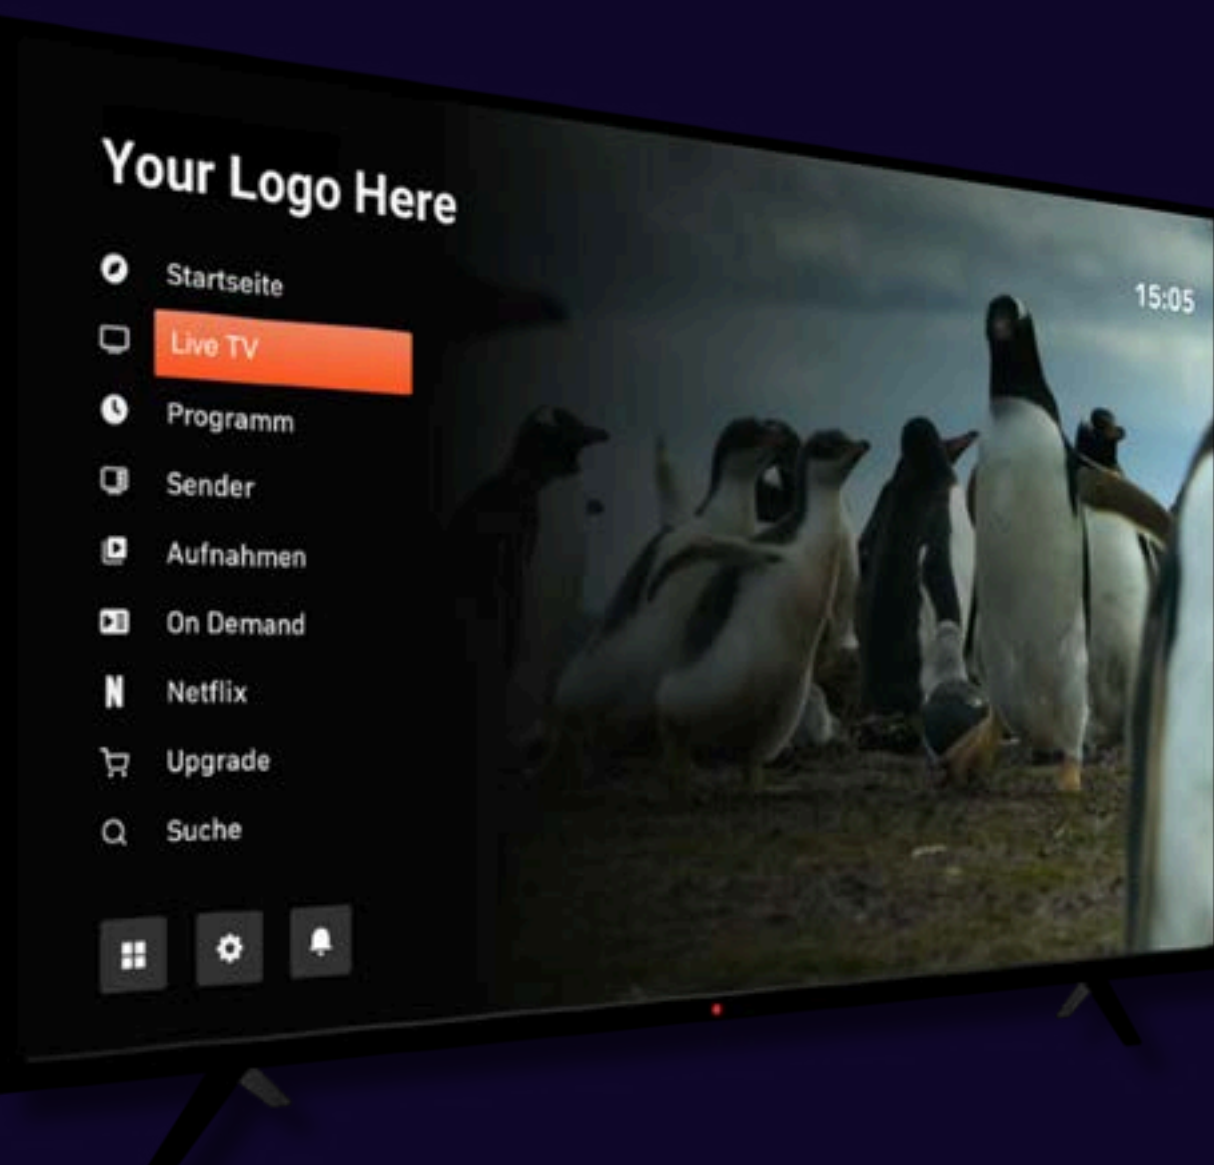 Your Logo Here
Startseite
15:05
Live TV
Programm
Sender
Aufnahmen
On Demand
N Netflix
Upgrade
Suche